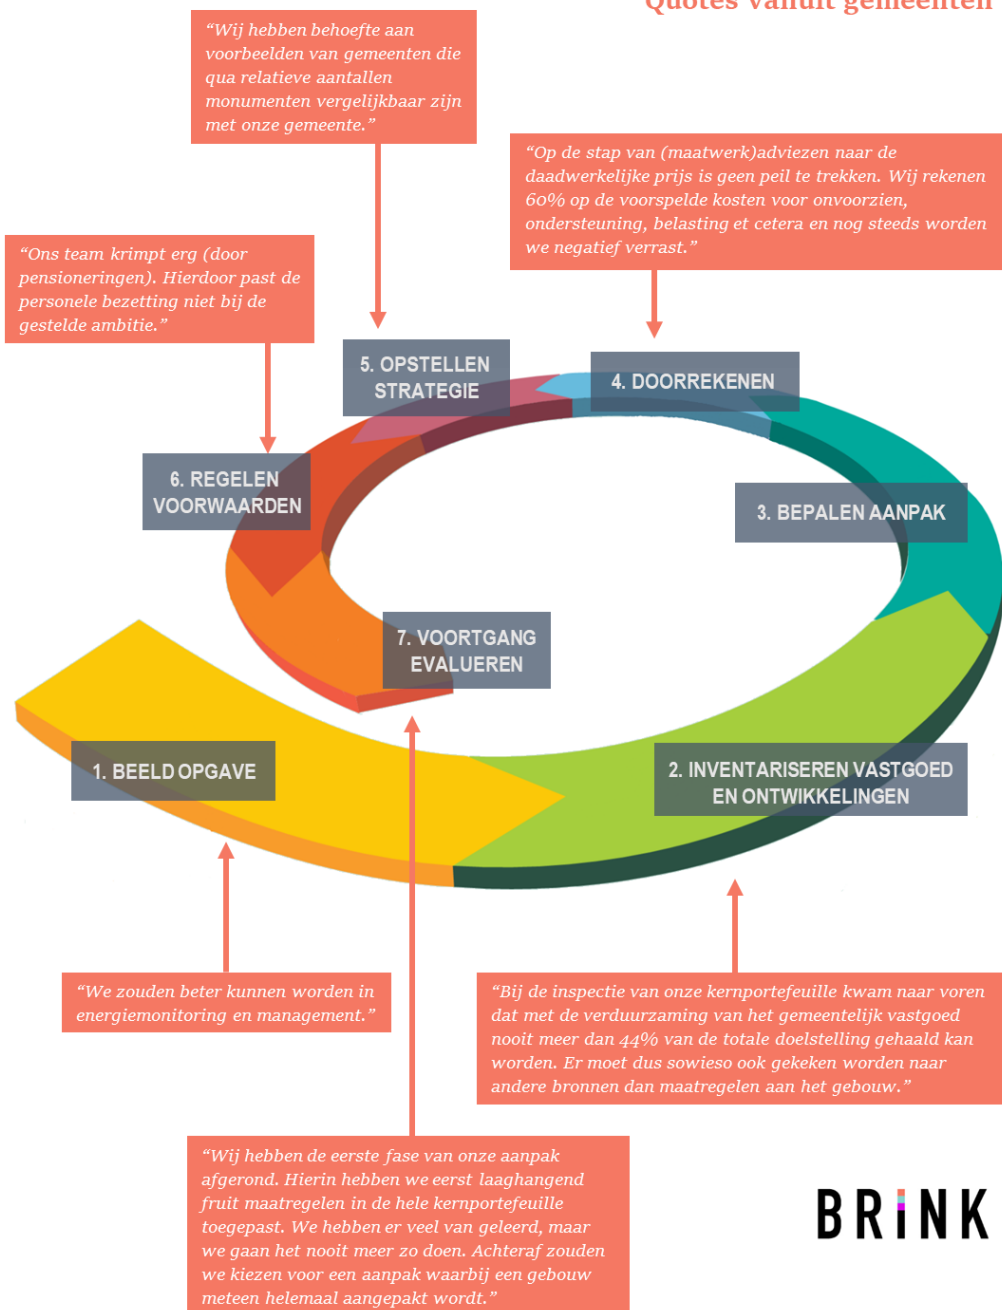 Quotes vanuit gemeenten
“Wij hebben behoefte aan
voorbeelden van gemeenten die
qua relatieve aantallen
monumenten vergelijkbaar zijn
met onze gemeente.”
“Op de stap van (maatwerk)adviezen naar de
daadwerkelijke prijs is geen peil te trekken. Wij rekenen
60% op de voorspelde kosten voor onvoorzien,
ondersteuning, belasting et cetera en nog steeds worden
we negatief verrast.”
“Ons team krimpt erg (door
pensioneringen). Hierdoor past de
personele bezetting niet bij de
gestelde ambitie.”
5. OPSTELLEN
STRATEGIE
4. DOORREKENEN
6. REGELEN
VOORWAARDEN
3. BEPALEN AANPAK
7. VOORTGANG
EVALUEREN
1. BEELD OPGAVE
2. INVENTARISEREN VASTGOED
EN ONTWIKKELINGEN
“We zouden beter kunnen worden in
energiemonitoring en management.”
“Bij de inspectie van onze kernportefeuille kwam naar voren
dat met de verduurzaming van het gemeentelijk vastgoed
nooit meer dan 44% van de totale doelstelling gehaald kan
worden. Er moet dus sowieso ook gekeken worden naar
andere bronnen dan maatregelen aan het gebouw.”
“Wij hebben de eerste fase van onze aanpak
afgerond. Hierin hebben we eerst laaghangend
fruit maatregelen in de hele kernportefeuille
toegepast. We hebben er veel van geleerd, maar
we gaan het nooit meer zo doen. Achteraf zouden
we kiezen voor een aanpak waarbij een gebouw
meteen helemaal aangepakt wordt.”
BRiNK